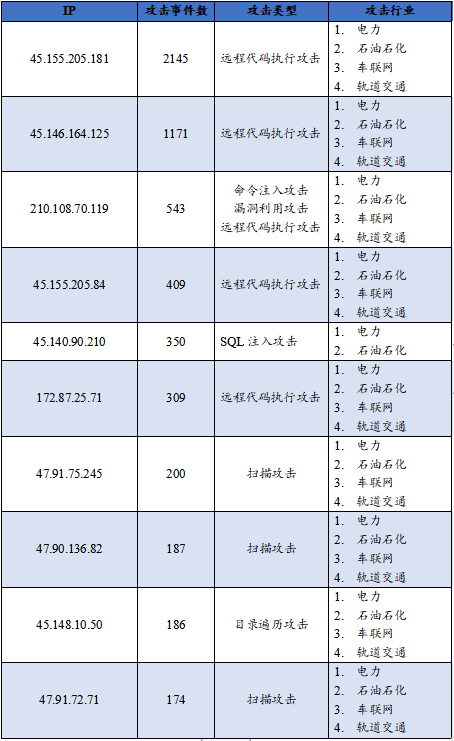 IP 攻击事件数 攻击类型 攻击行业
45.155.205.181 2145 远程代码执行攻击 1. 电力
2. 石油石化
3. 车联网
4. 轨道交通
45.146.164.125 1171 远程代码执行攻击 1. 电力
2. 石油石化
3. 车联网
4. 轨道交通
210.108.70.119 543 命令注入攻击
漏洞利用攻击
远程代码执行攻击
1. 电力
2. 石油石化
3. 车联网
4. 轨道交通
45.155.205.84 409 远程代码执行攻击 1. 电力
2. 石油石化
3. 车联网
4. 轨道交通
45.140.90.210 350 SQL 注入攻击 1. 电力
2. 石油石化
172.87.25.71 309 远程代码执行攻击 1. 电力
2. 石油石化
3. 车联网
4. 轨道交通
47.91.75.245 200 扫描攻击 1. 电力
2. 石油石化
3. 车联网
4. 轨道交通
47.90.136.82 187 扫描攻击 1. 电力
2. 石油石化
3. 车联网
4. 轨道交通
45.148.10.50 186 目录遍历攻击 1. 电力
2. 石油石化
3. 车联网
4. 轨道交通
47.91.72.71 174 扫描攻击 1. 电力
2. 石油石化
3. 车联网
4. 轨道交通